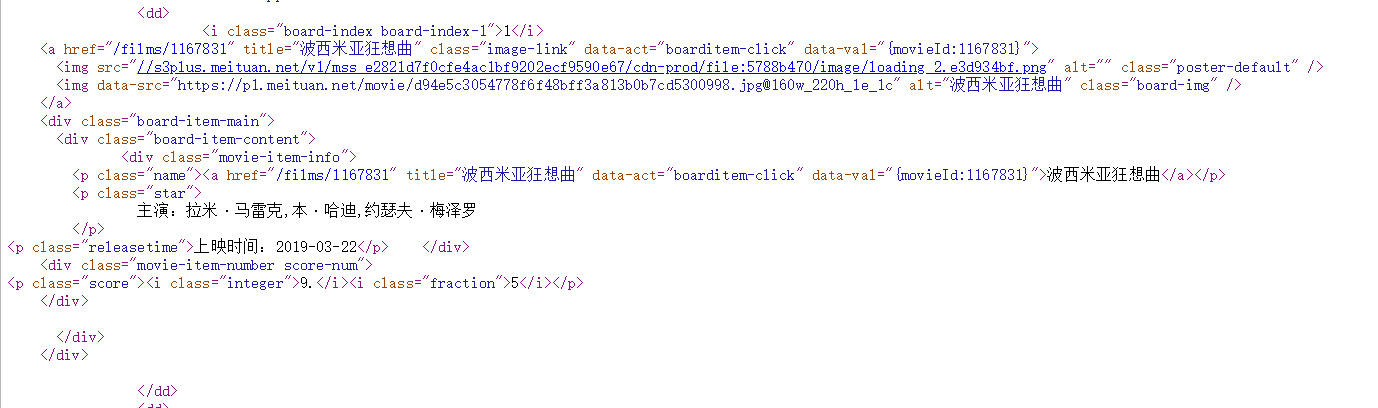 <dd>
<i class="board-index board-index-1">1</i>
<a href="/films/1167831" title="波西米亚狂想曲" class="image-link" data-act="boarditem-click" data-val="{movieId:1167831}">
<img src="//s3plus.meituan.net/v1/mss_e2821d7f0cfe4ac1bf9202ecf9590e67/cdn-prod/file:5788b470/image/loading_2.e3d934bf.png" alt="" class="poster-default" />
<img data-src="https://p1.meituan.net/movie/d94e5c3054778f6f48bff3a813b0b7cd5300998.jpg@160w_220h_1e_1c" alt="波西米亚狂想曲" class="board-img" />
</a>
<div class="board-item-main">
<div class="board-item-content">
<div class="movie-item-info">
<p class="name"><a href="/films/1167831" title="波西米亚狂想曲" data-act="boarditem-click" data-val="{movieId:1167831}">波西米亚狂想曲</a></p>
<p class="star">
主演：拉米·马雷克,本·哈迪,约瑟夫·梅泽罗
</p>
<p class="releasetime">上映时间：2019-03-22</p> </div>
<div class="movie-item-number score-num">
<p class="score"><i class="integer">9.</i><i class="fraction">5</i></p>
</div>
</div>
</div>
</dd>